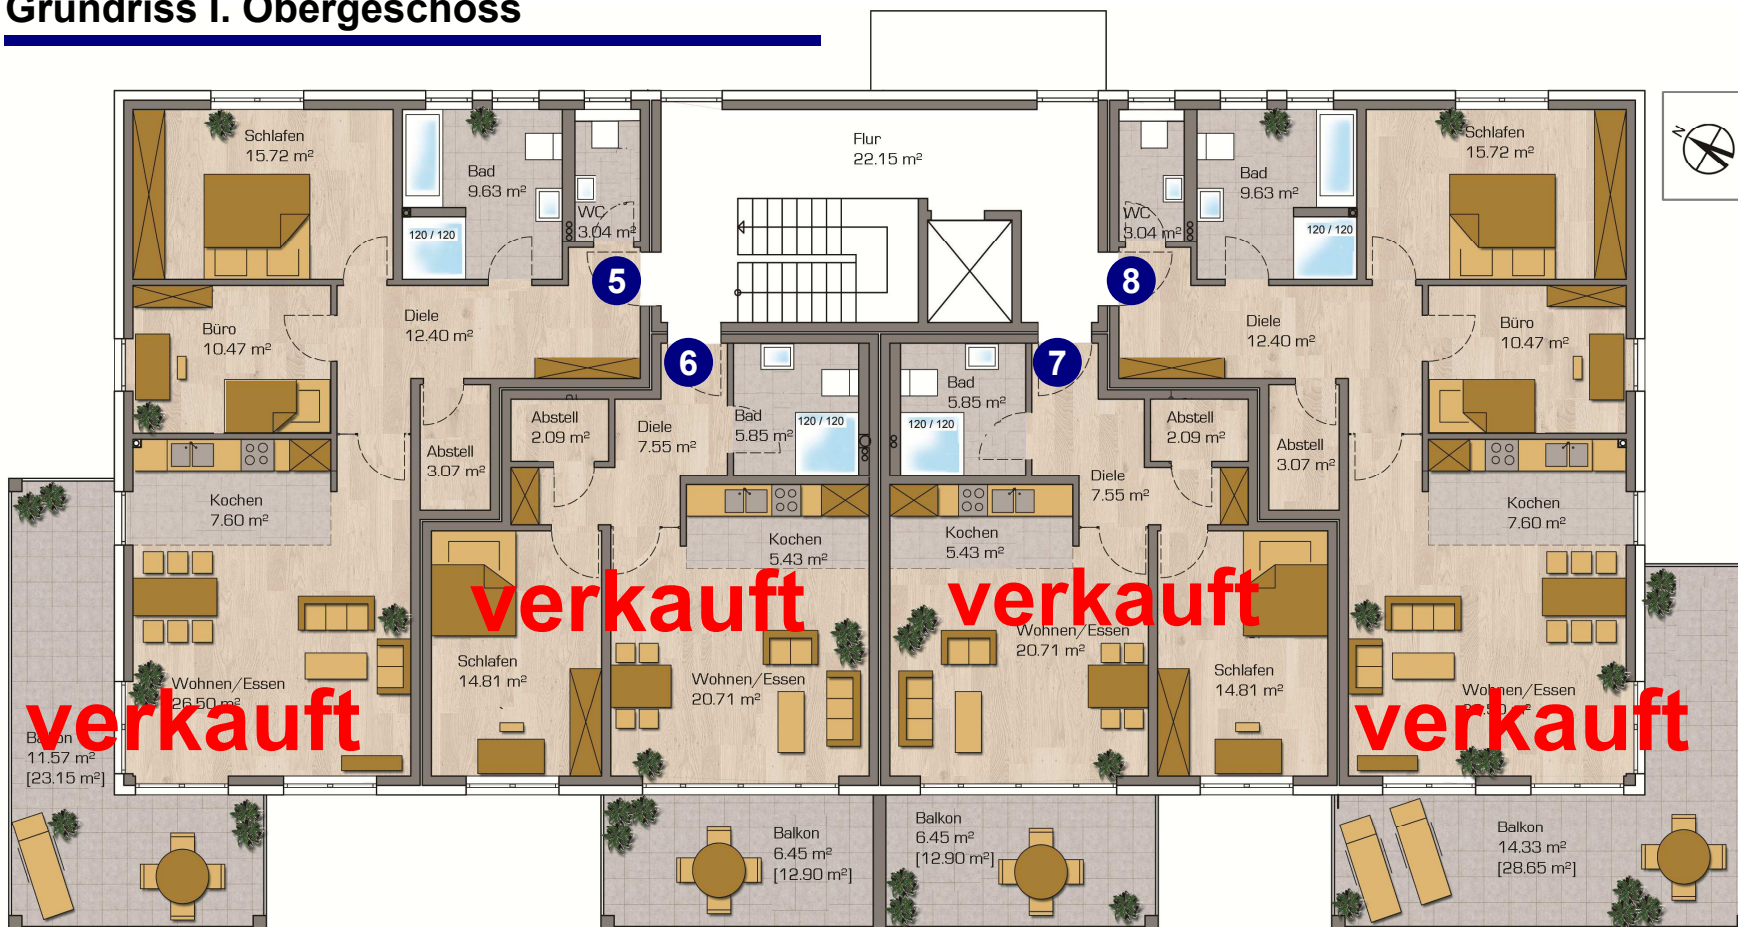 Grundriss I. Obergeschoss
Schlafen
15.72 m²
Bad
9.63 m²
120 / 120
WC
3.04 m²
5
Büro
10.47 m²
Diele
12.40 m²
Abstell
3.07 m²
Kochen
7.60 m²
Wohnen/Essen
26.50 m²
verkauft
Balkon
11.57 m²
[23.15 m²]
Flur
22.15 m²
6
Bad
5.85 m²
120 / 120
Diele
7.55 m²
Abstell
2.09 m²
Kochen
5.43 m²
verkauft
Schlafen
14.81 m²
Wohnen/Essen
20.71 m²
Balkon
6.45 m²
[12.90 m²]
7
Bad
5.85 m²
120 / 120
Diele
7.55 m²
Abstell
2.09 m²
Kochen
5.43 m²
verkauft
Wohnen/Essen
20.71 m²
Schlafen
14.81 m²
Balkon
6.45 m²
[12.90 m²]
8
WC
3.04 m²
Bad
9.63 m²
120 / 120
Schlafen
15.72 m²
Diele
12.40 m²
Büro
10.47 m²
Abstell
3.07 m²
Kochen
7.60 m²
Wohnen/Essen
verkauft
Balkon
14.33 m²
[28.65 m²]
N